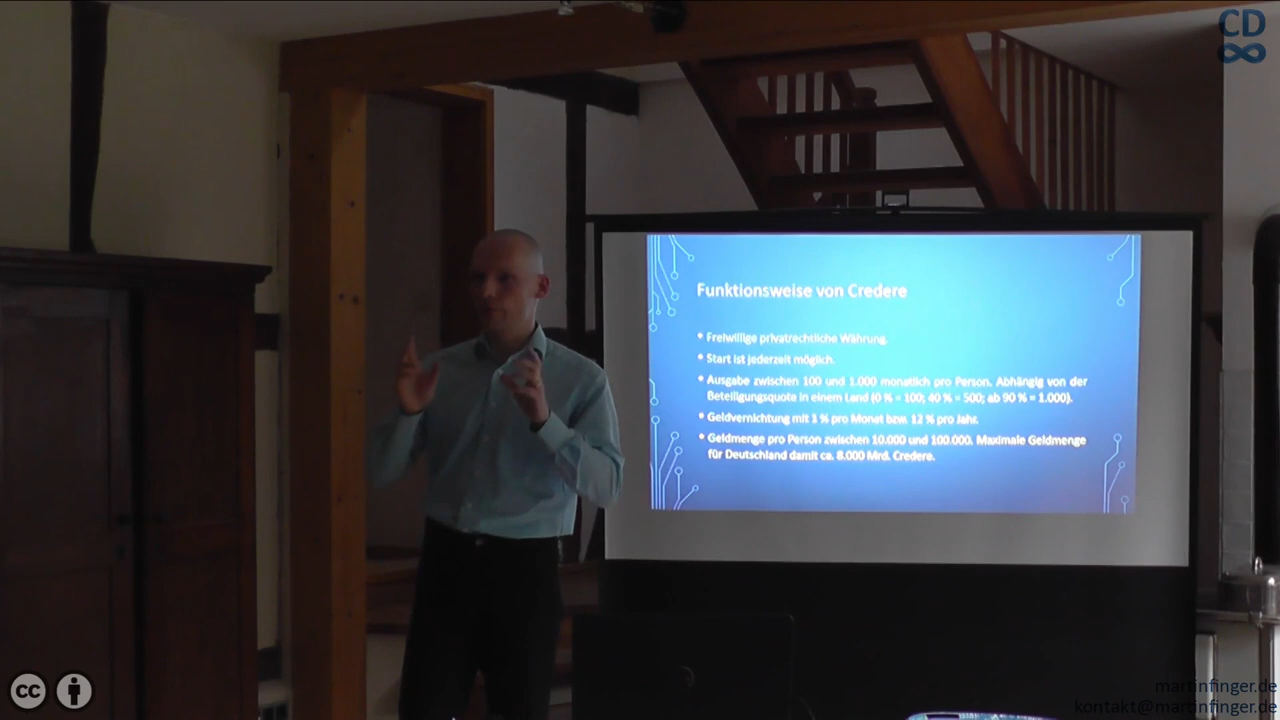 CD
Funktionsweise von Credere
• Freiwillige privatrechtliche Währung.
• Start ist jederzeit möglich.
• Ausgabe zwischen 100 und 1.000 monatlich pro Person. Abhängig von der
Beteiligungsquote in einem Land (0 % = 100; 40 % = 500; ab 90 % = 1.000).
• Geldvernichtung mit 1 % pro Monat bzw. 12 % pro Jahr.
• Geldmenge pro Person zwischen 10.000 und 100.000. Maximale Geldmenge
für Deutschland damit ca. 8.000 Mrd. Credere.
cc
martinfinger.de
kontakt@martinfinger.de